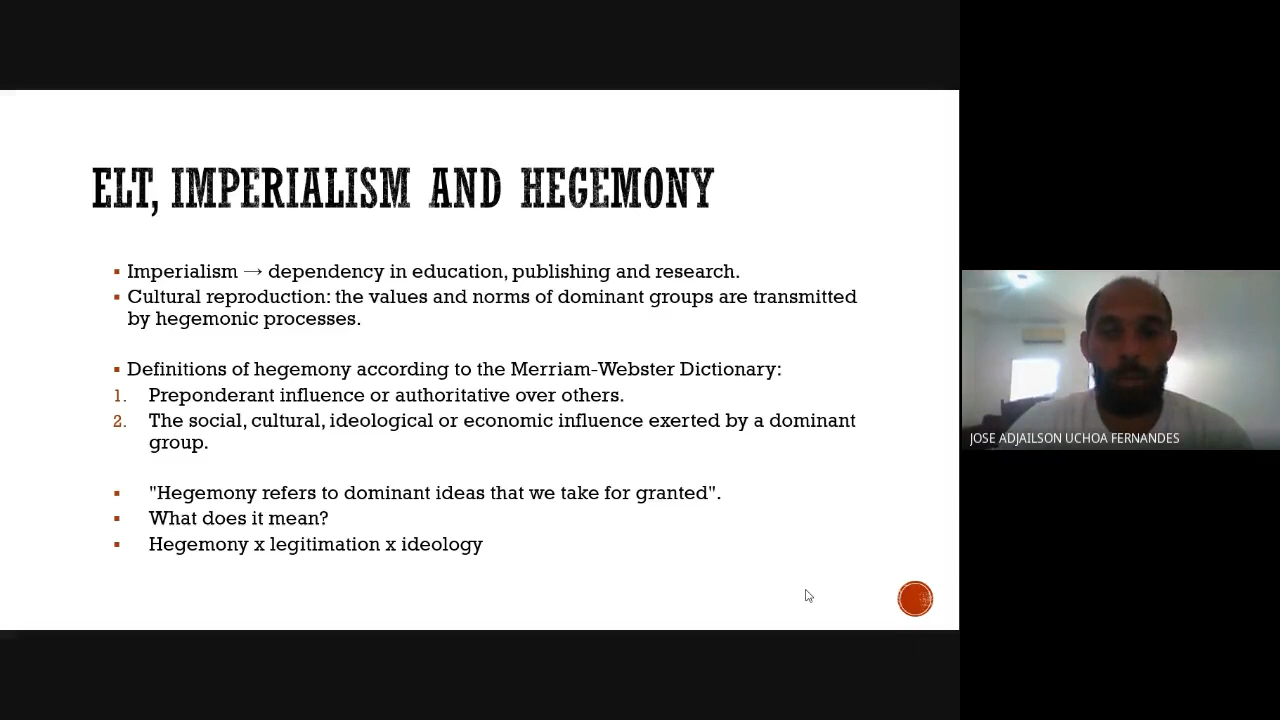 ELT, IMPERIALISM AND HEGEMONY
▪ Imperialism → dependency in education, publishing and research.
▪ Cultural reproduction: the values and norms of dominant groups are transmitted
by hegemonic processes.
▪ Definitions of hegemony according to the Merriam-Webster Dictionary:
1. Preponderant influence or authoritative over others.
2. The social, cultural, ideological or economic influence exerted by a dominant
group.
▪ "Hegemony refers to dominant ideas that we take for granted".
▪ What does it mean?
▪ Hegemony x legitimation x ideology
JOSE ADJAILSON UCHOA FERNANDES